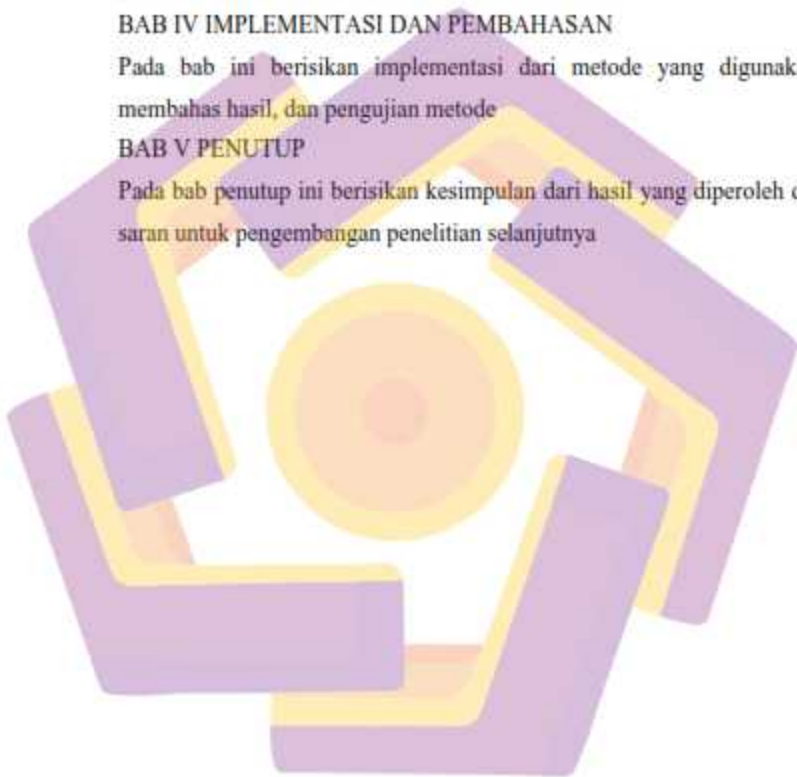 BAB IV IMPLEMENTASI DAN PEMBAHASAN
Pada bab ini berisikan implementasi dari metode yang digunak
membahas hasil, dan pengujian metode
BAB V PENUTUP
Pada bab penutup ini berisikan kesimpulan dari hasil yang diperoleh d
saran untuk pengembangan penelitian selanjutnya